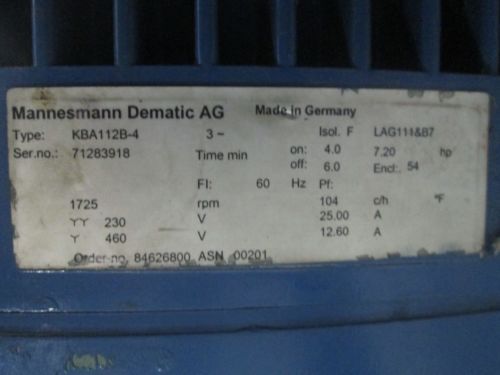 Mannesmann Dematic AG Made in Germany
Type: KBA112B-4 3 ~ Isol. F LAG111&B7
Ser.no.: 71283918 Time min on: 4.0 7.20 hp
off: 6.0 Encl.: 54
FI: 60 Hz Pf:
1725 rpm 104 c/h °F
YY 230 V 25.00 A
Y 460 V 12.60 A
Order-no. 84626800 ASN 00201